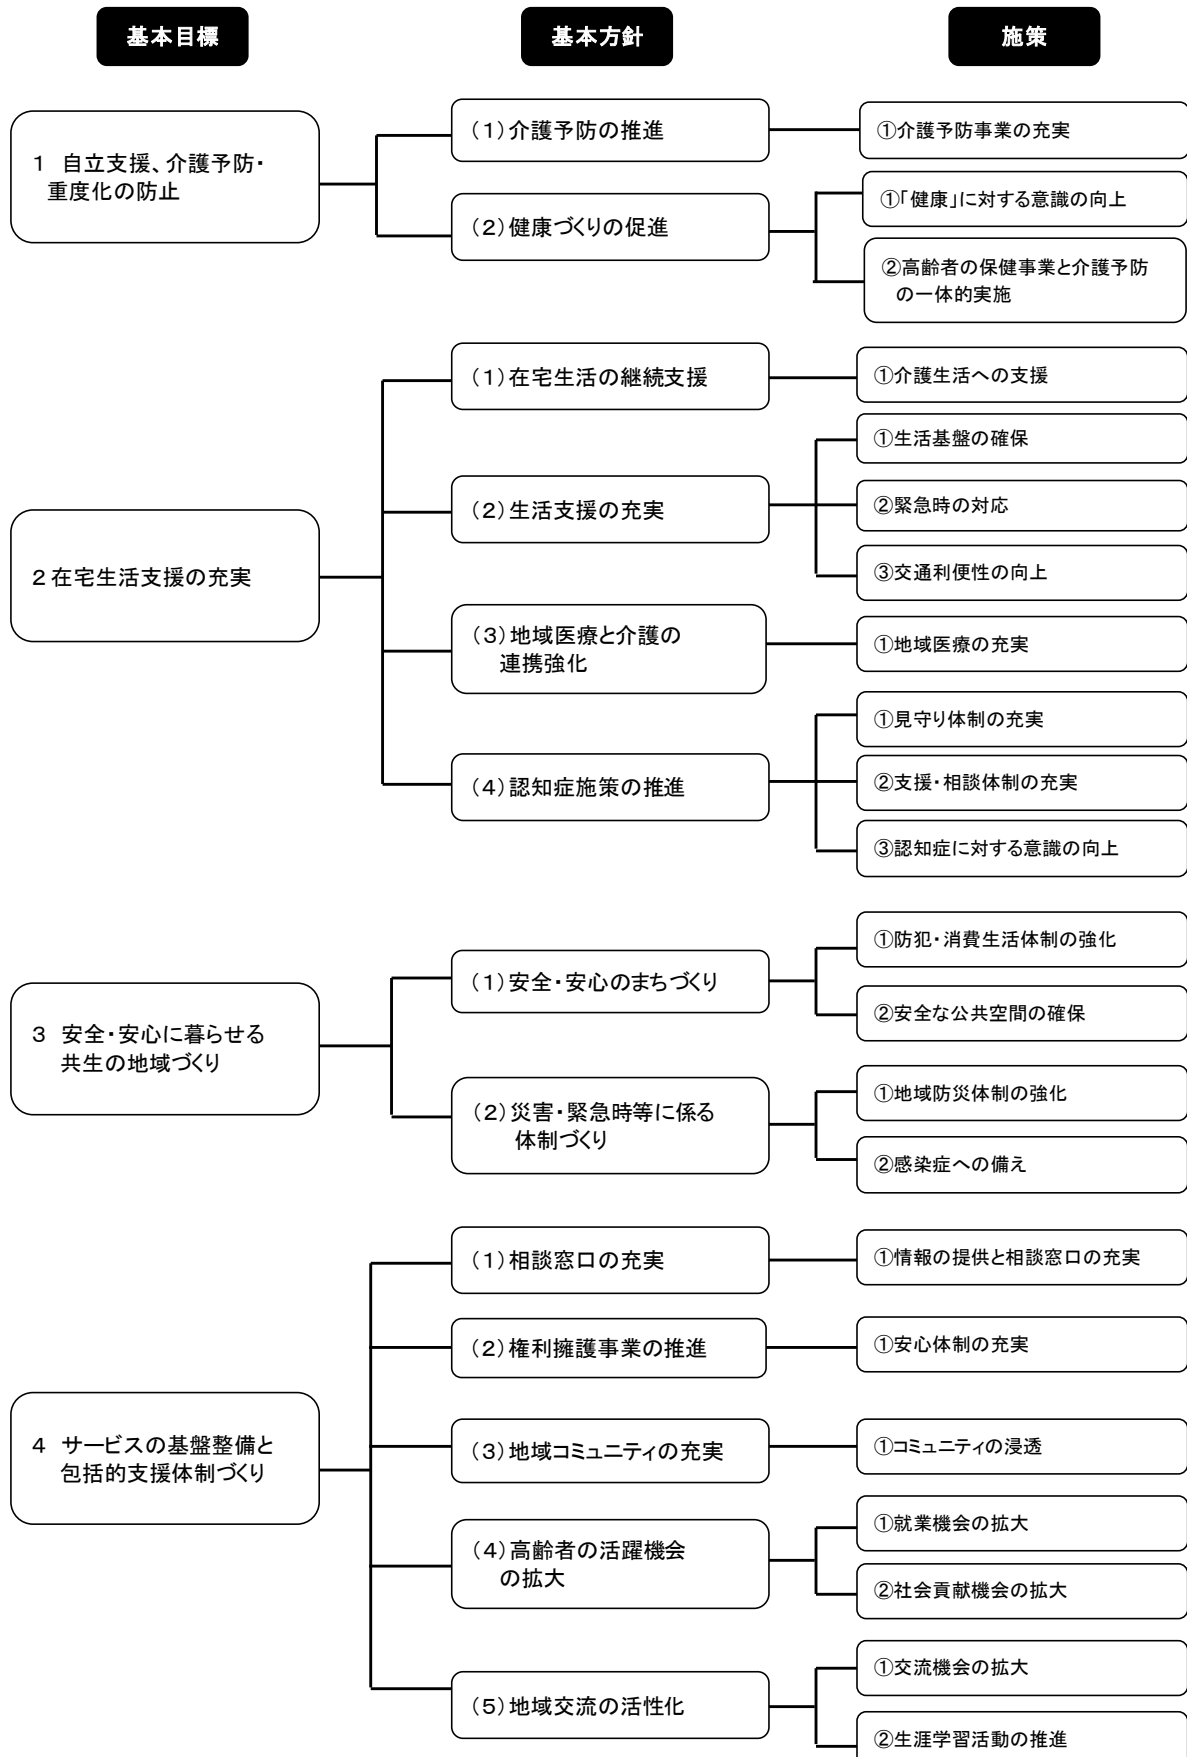 基本目標
基本方針
施策
1 自立支援、介護予防・
重度化の防止
(1)介護予防の推進
①介護予防事業の充実
(2)健康づくりの促進
①「健康」に対する意識の向上
②高齢者の保健事業と介護予防
の一体的実施
2在宅生活支援の充実
(1)在宅生活の継続支援
①介護生活への支援
(2)生活支援の充実
①生活基盤の確保
②緊急時の対応
③交通利便性の向上
(3)地域医療と介護の
連携強化
①地域医療の充実
(4)認知症施策の推進
①見守り体制の充実
②支援・相談体制の充実
③認知症に対する意識の向上
3 安全・安心に暮らせる
共生の地域づくり
(1)安全・安心のまちづくり
①防犯・消費生活体制の強化
②安全な公共空間の確保
(2)災害・緊急時等に係る
体制づくり
①地域防災体制の強化
②感染症への備え
4 サービスの基盤整備と
包括的支援体制づくり
(1)相談窓口の充実
①情報の提供と相談窓口の充実
(2)権利擁護事業の推進
①安心体制の充実
(3)地域コミュニティの充実
①コミュニティの浸透
(4)高齢者の活躍機会
の拡大
①就業機会の拡大
②社会貢献機会の拡大
(5)地域交流の活性化
①交流機会の拡大
②生涯学習活動の推進